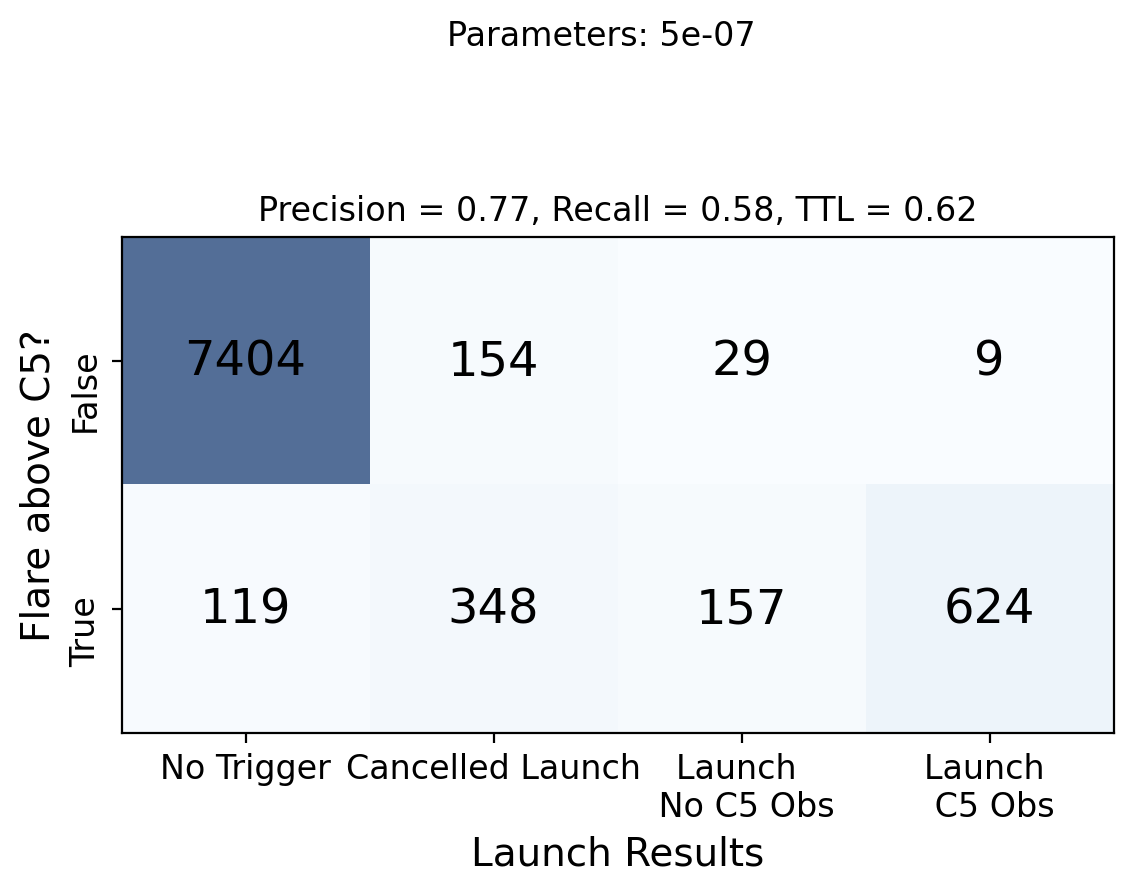 Parameters: 5e-07
Precision = 0.77, Recall = 0.58, TTL = 0.62
Flare above C5?
False
7404 154 29 9
True
119 348 157 624
No Trigger Cancelled Launch Launch Launch
No C5 Obs C5 Obs
Launch Results